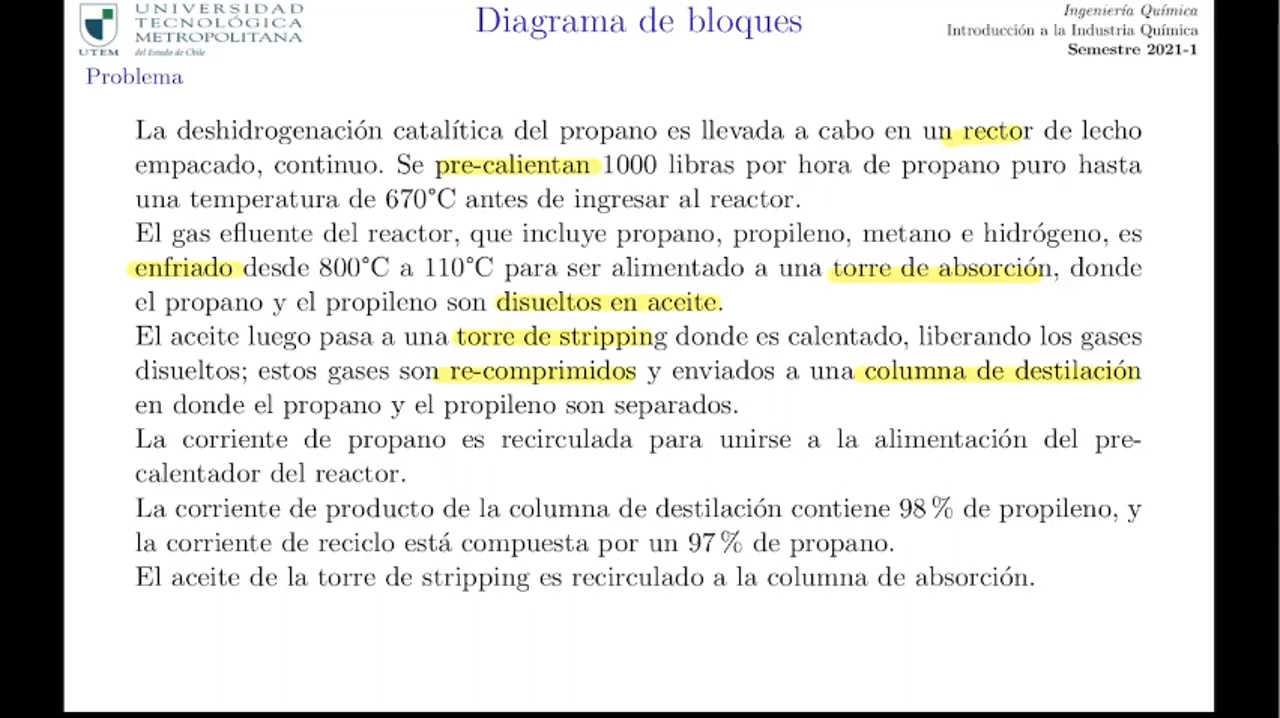 UNIVERSIDAD
TECNOLÓGICA
METROPOLITANA
UTEM del Estado de Chile
Diagrama de bloques
Ingeniería Química
Introducción a la Industria Química
Semestre 2021-1
Problema
La deshidrogenación catalítica del propano es llevada a cabo en un rector de lecho
empacado, continuo. Se pre-calientan 1000 libras por hora de propano puro hasta
una temperatura de 670°C antes de ingresar al reactor.
El gas efluente del reactor, que incluye propano, propileno, metano e hidrógeno, es
enfriado desde 800°C a 110°C para ser alimentado a una torre de absorción, donde
el propano y el propileno son disueltos en aceite.
El aceite luego pasa a una torre de stripping donde es calentado, liberando los gases
disueltos; estos gases son re-comprimidos y enviados a una columna de destilación
en donde el propano y el propileno son separados.
La corriente de propano es recirculada para unirse a la alimentación del pre-
calentador del reactor.
La corriente de producto de la columna de destilación contiene 98 % de propileno, y
la corriente de reciclo está compuesta por un 97 % de propano.
El aceite de la torre de stripping es recirculado a la columna de absorción.